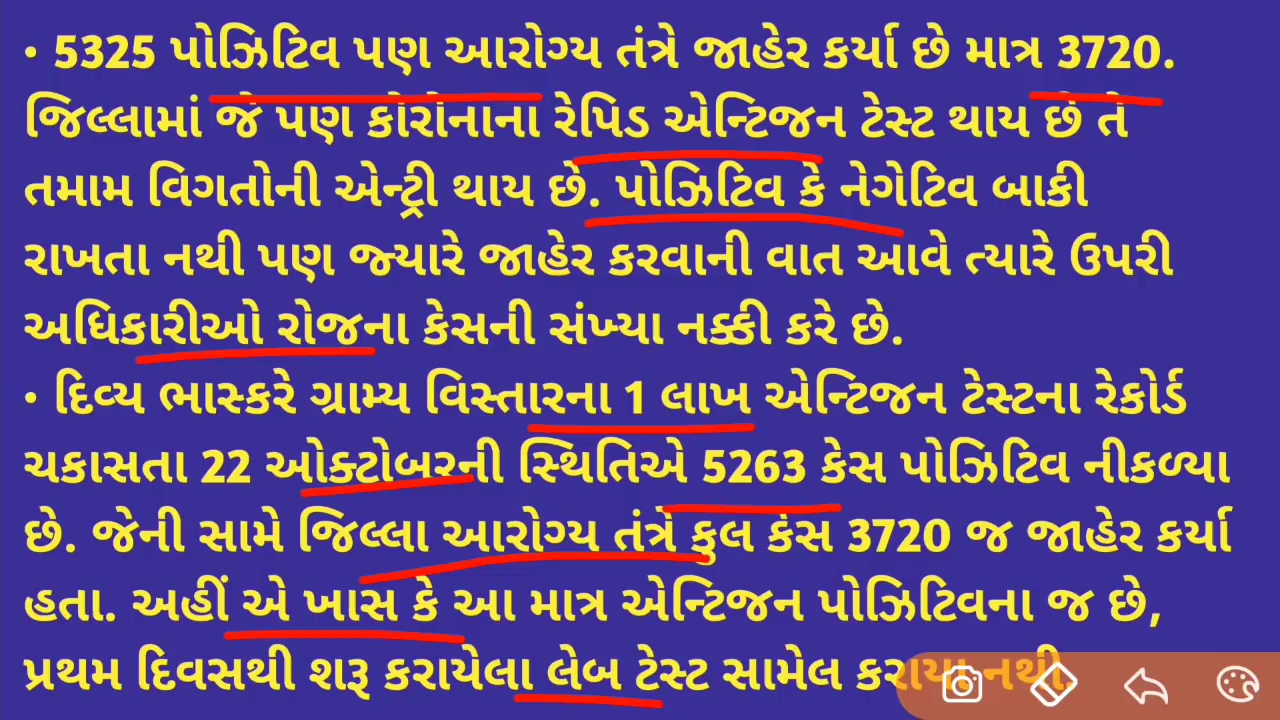 • 5325 પોઝિટિવ પણ આરોગ્ય તંત્રે જાહેર કર્યા છે માત્ર 3720.
જિલ્લામાં જે પણ કોરોનાના રેપિડ એન્ટિજન ટેસ્ટ થાય છે તે
તમામ વિગતોની એન્ટ્રી થાય છે. પોઝિટિવ કે નેગેટિવ બાકી
રાખતા નથી પણ જ્યારે જાહેર કરવાની વાત આવે ત્યારે ઉપરી
અધિકારીઓ રોજના કેસની સંખ્યા નક્કી કરે છે.
• દિવ્ય ભાસ્કરે ગ્રામ્ય વિસ્તારના 1 લાખ એન્ટિજન ટેસ્ટના રેકોર્ડ
ચકાસતા 22 ઓક્ટોબરની સ્થિતિએ 5263 કેસ પોઝિટિવ નીકળ્યા
છે. જેની સામે જિલ્લા આરોગ્ય તંત્રે કુલ કેસ 3720 જ જાહેર કર્યા
હતા. અહીં એ ખાસ કે આ માત્ર એન્ટિજન પોઝિટિવના જ છે,
પ્રથમ દિવસથી શરૂ કરાયેલા લેબ ટેસ્ટ સામેલ કરાયા નથી.